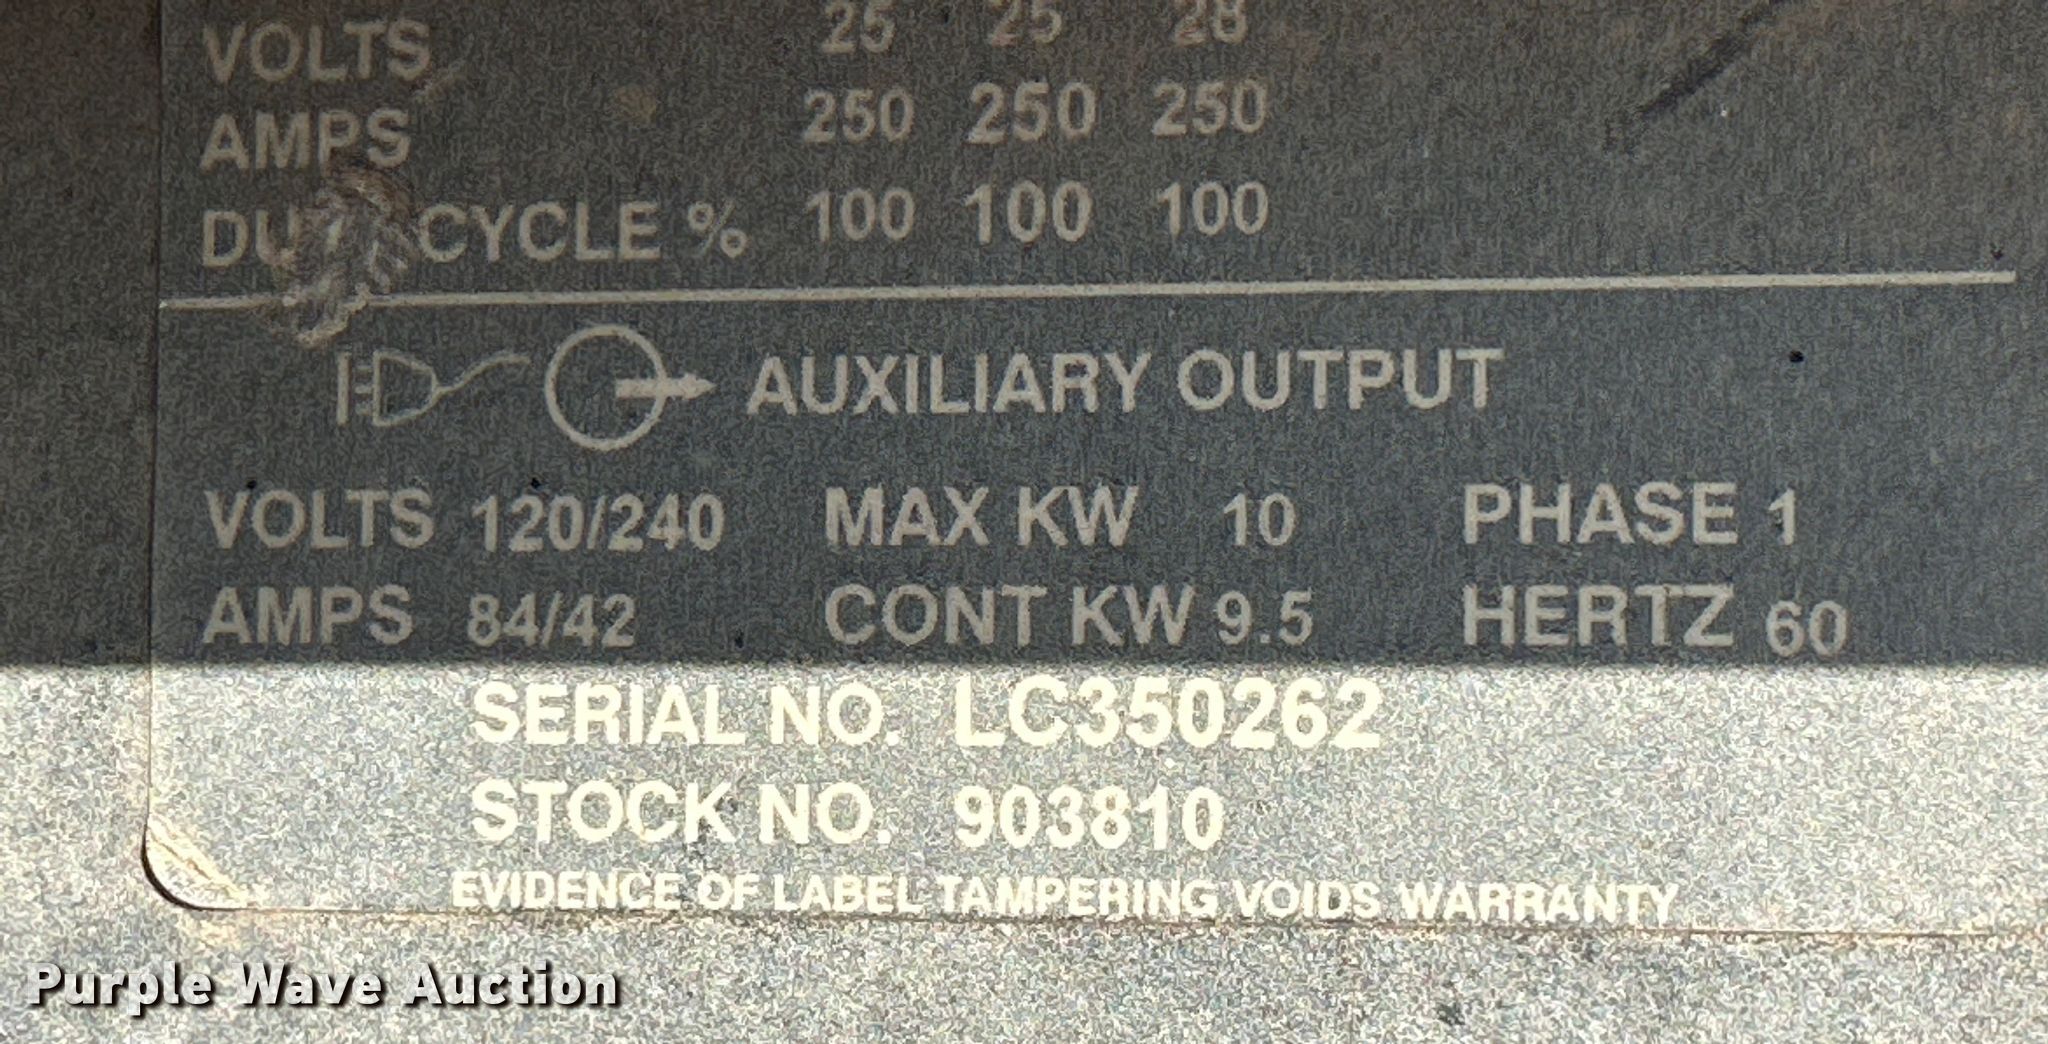 VOLTS 25 25 28
AMPS 250 250 250
DUTY CYCLE % 100 100 100
AUXILIARY OUTPUT
VOLTS 120/240 MAX KW 10 PHASE 1
AMPS 84/42 CONT KW 9.5 HERTZ 60
SERIAL NO. LC350262
STOCK NO. 903810
EVIDENCE OF LABEL TAMPERING VOIDS WARRANTY
Purple Wave Auction